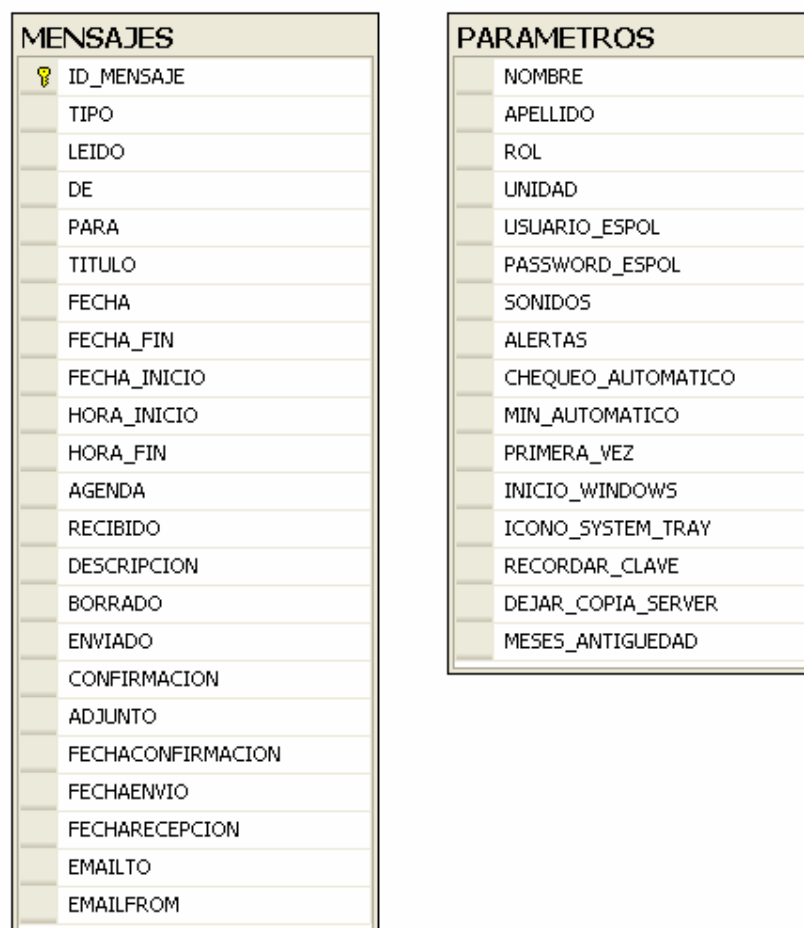 MENSAJES
ID_MENSAJE
TIPO
LEIDO
DE
PARA
TITULO
FECHA
FECHA_FIN
FECHA_INICIO
HORA_INICIO
HORA_FIN
AGENDA
RECIBIDO
DESCRIPCION
BORRADO
ENVIADO
CONFIRMACION
ADJUNTO
FECHACONFIRMACION
FECHAENVIO
FECHARECEPCION
EMAILTO
EMAILFROM
PARAMETROS
NOMBRE
APELLIDO
ROL
UNIDAD
USUARIO_ESPOL
PASSWORD_ESPOL
SONIDOS
ALERTAS
CHEQUEO_AUTOMATICO
MIN_AUTOMATICO
PRIMERA_VEZ
INICIO_WINDOWS
ICONO_SYSTEM_TRAY
RECORDAR_CLAVE
DEJAR_COPIA_SERVER
MESES_ANTIGUEDAD